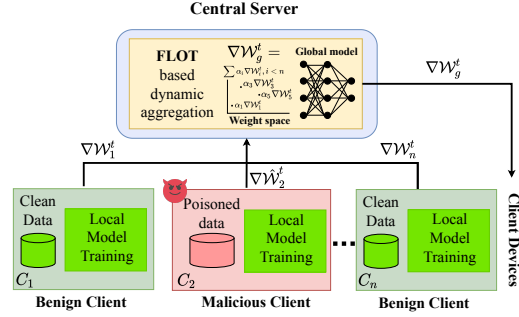 Central Server
FLOT
based
dynamic
aggregation
∇𝒲_g^t =
∑ α_i∇𝒲_i^t, i < n
α_3∇𝒲_3^t
α_5∇𝒲_5^t
α_1∇𝒲_1^t
Weight space
Global model
∇𝒲_g^t
∇𝒲_1^t
∇𝒲̂_2^t
∇𝒲_n^t
Clean
Data
Local
Model
Training
C_1
Benign Client
Poisoned
data
Local
Model
Training
C_2
Malicious Client
Clean
Data
Local
Model
Training
C_n
Benign Client
Client Devices